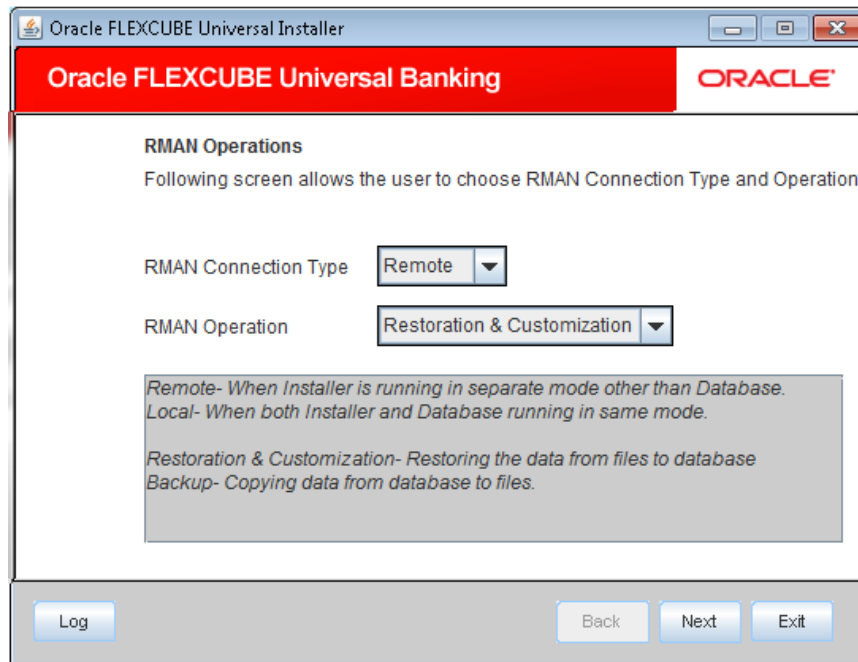 Oracle FLEXCUBE Universal Installer
Oracle FLEXCUBE Universal Banking
ORACLE
RMAN Operations
Following screen allows the user to choose RMAN Connection Type and Operation
RMAN Connection Type Remote
RMAN Operation Restoration & Customization
Remote- When Installer is running in separate mode other than Database.
Local- When both Installer and Database running in same mode.
Restoration & Customization- Restoring the data from files to database
Backup- Copying data from database to files.
Log Back Next Exit